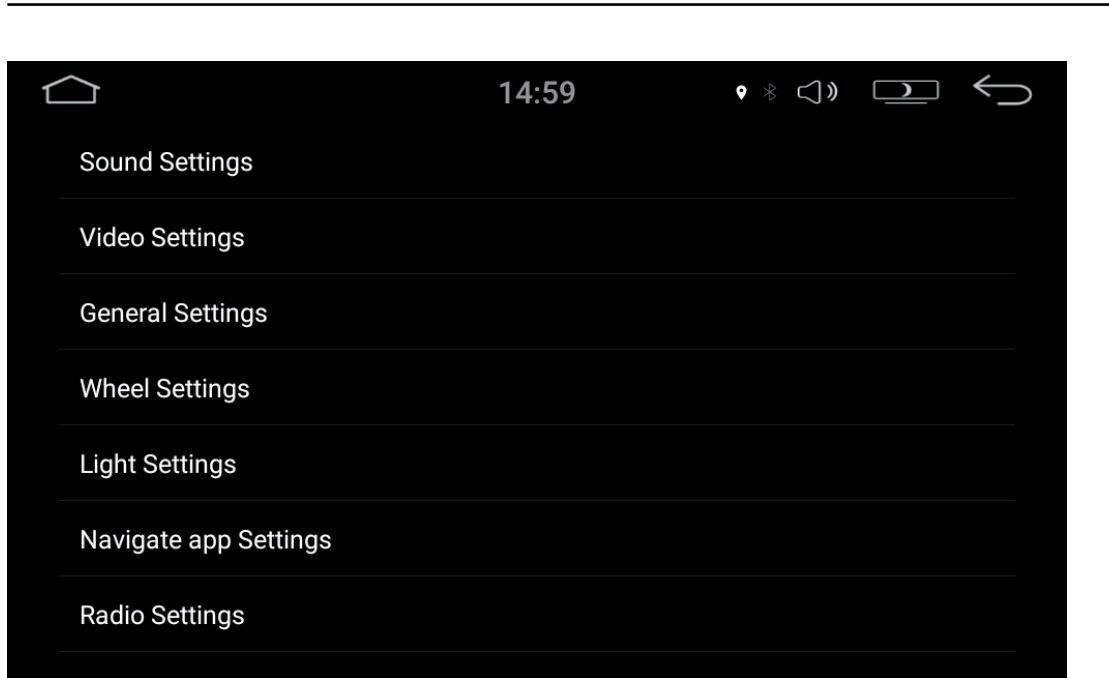 14:59
Sound Settings
Video Settings
General Settings
Wheel Settings
Light Settings
Navigate app Settings
Radio Settings